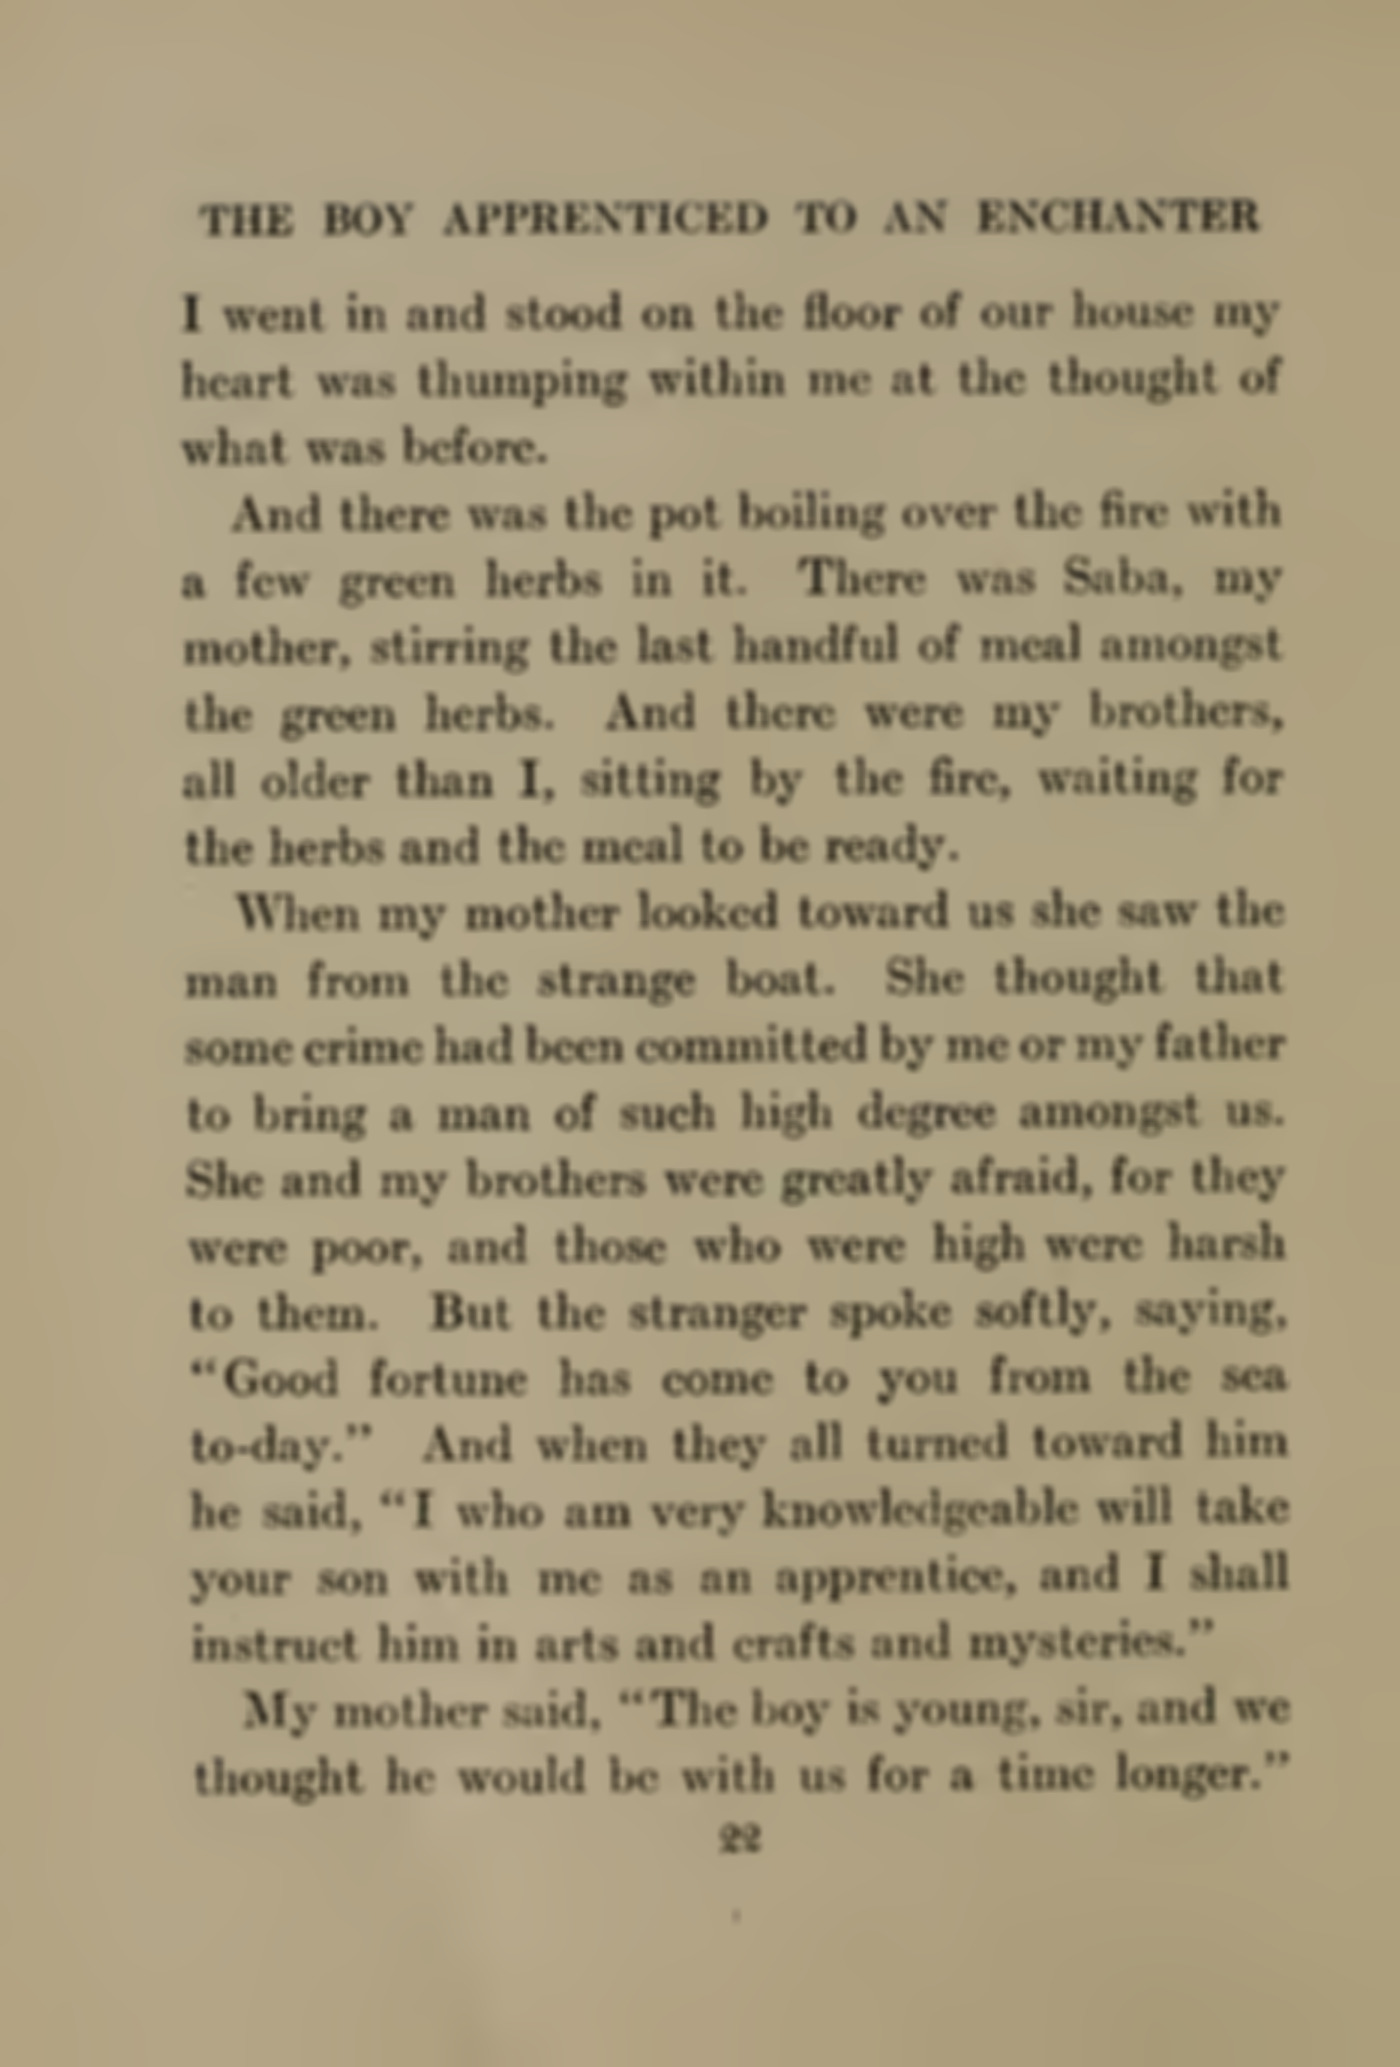 THE BOY APPRENTICED TO AN ENCHANTER
I went in and stood on the floor of our house my
heart was thumping within me at the thought of
what was before.
And there was the pot boiling over the fire with
a few green herbs in it. There was Saba, my
mother, stirring the last handful of meal amongst
the green herbs. And there were my brothers,
all older than I, sitting by the fire, waiting for
the herbs and the meal to be ready.
When my mother looked toward us she saw the
man from the strange boat. She thought that
some crime had been committed by me or my father
to bring a man of such high degree amongst us.
She and my brothers were greatly afraid, for they
were poor, and those who were high were harsh
to them. But the stranger spoke softly, saying,
“Good fortune has come to you from the sea
to-day.” And when they all turned toward him
he said, “I who am very knowledgeable will take
your son with me as an apprentice, and I shall
instruct him in arts and crafts and mysteries.”
My mother said, “The boy is young, sir, and we
thought he would be with us for a time longer.”
22